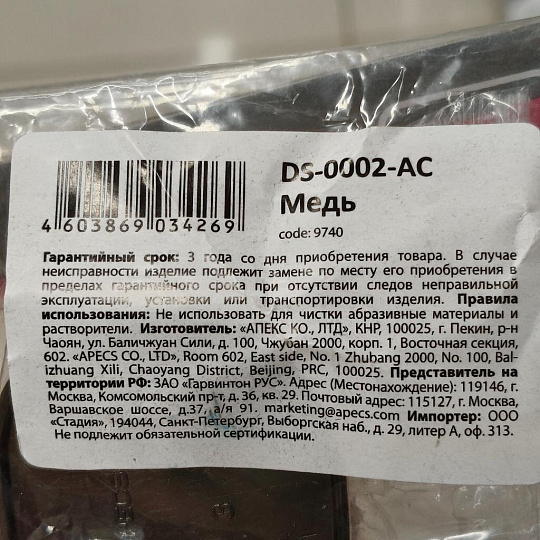 DS-0002-AC
Медь
code: 9740
4 603869 034269
Гарантийный срок: 3 года со дня приобретения товара. В случае
неисправности изделие подлежит замене по месту его приобретения в
пределах гарантийного срока при отсутствии следов неправильной
эксплуатации, установки или транспортировки изделия. Правила
использования: Не использовать для чистки абразивные материалы и
растворители. Изготовитель: «АПЕКС КО., ЛТД», КНР, 100025, г. Пекин, р-н
Чаоян, ул. Баличжуан Сили, д. 100, Чжубан 2000, корп. 1, Восточная секция,
602. «APECS CO., LTD», Room 602, East side, No. 1 Zhubang 2000, No. 100, Bal-
izhuang Xili, Chaoyang District, Beijing, PRC, 100025. Представитель на
территории РФ: ЗАО «Гарвинтон РУС». Адрес (Местонахождение): 119146, г.
Москва, Комсомольский пр-т, д. 36, кв. 29. Почтовый адрес: 115127, г. Москва,
Варшавское шоссе, д.37, а/я 91. marketing@apecs.com Импортер: ООО
«Стадия», 194044, Санкт-Петербург, Выборгская наб., д. 29, литер А, оф. 313.
Не подлежит обязательной сертификации.